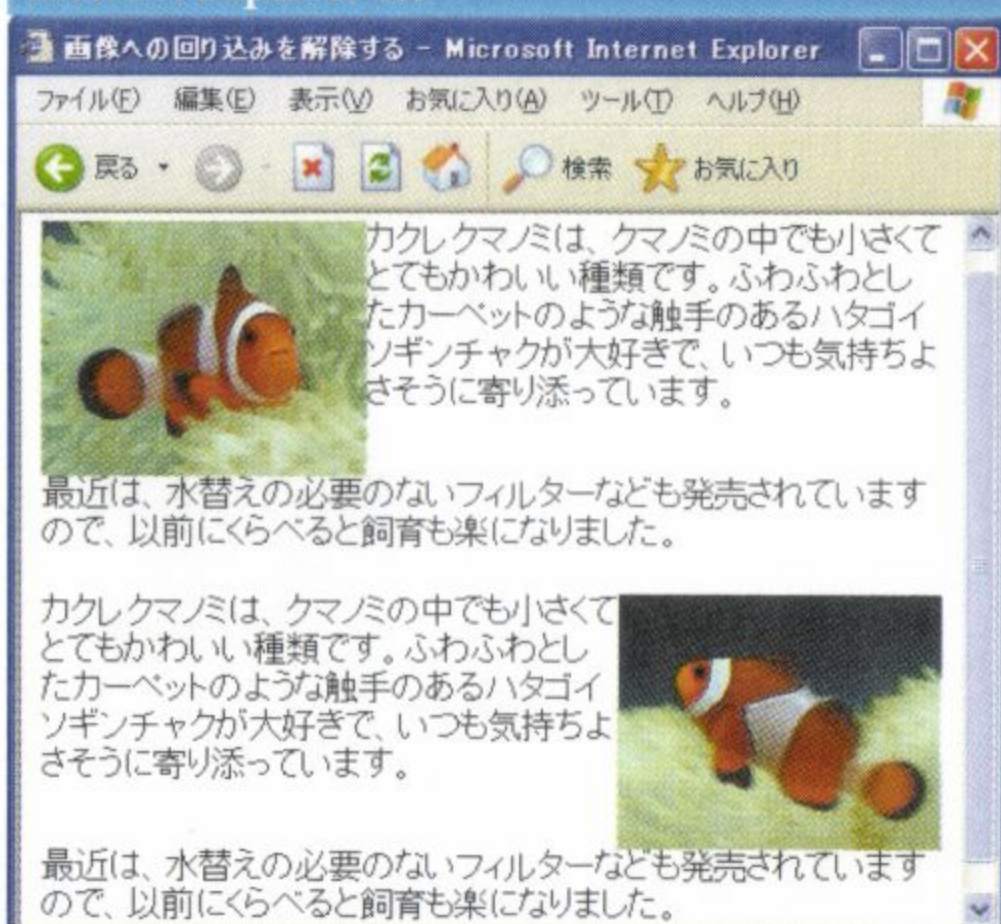 画像への回り込みを解除する - Microsoft Internet Explorer
ファイル(F) 編集(E) 表示(V) お気に入り(A) ツール(T) ヘルプ(H)
戻る 検索 お気に入り
カクレクマノミは、クマノミの中でも小さくて
とてもかわいい種類です。ふわふわとし
たカーペットのような触手のあるハタゴイ
ソギンチャクが大好きで、いつも気持ちよ
さそうに寄り添っています。
最近は、水替えの必要のないフィルターなども発売されています
ので、以前にくらべると飼育も楽になりました。
カクレクマノミは、クマノミの中でも小さくて
とてもかわいい種類です。ふわふわとし
たカーペットのような触手のあるハタゴイ
ソギンチャクが大好きで、いつも気持ちよ
さそうに寄り添っています。
最近は、水替えの必要のないフィルターなども発売されています
ので、以前にくらべると飼育も楽になりました。